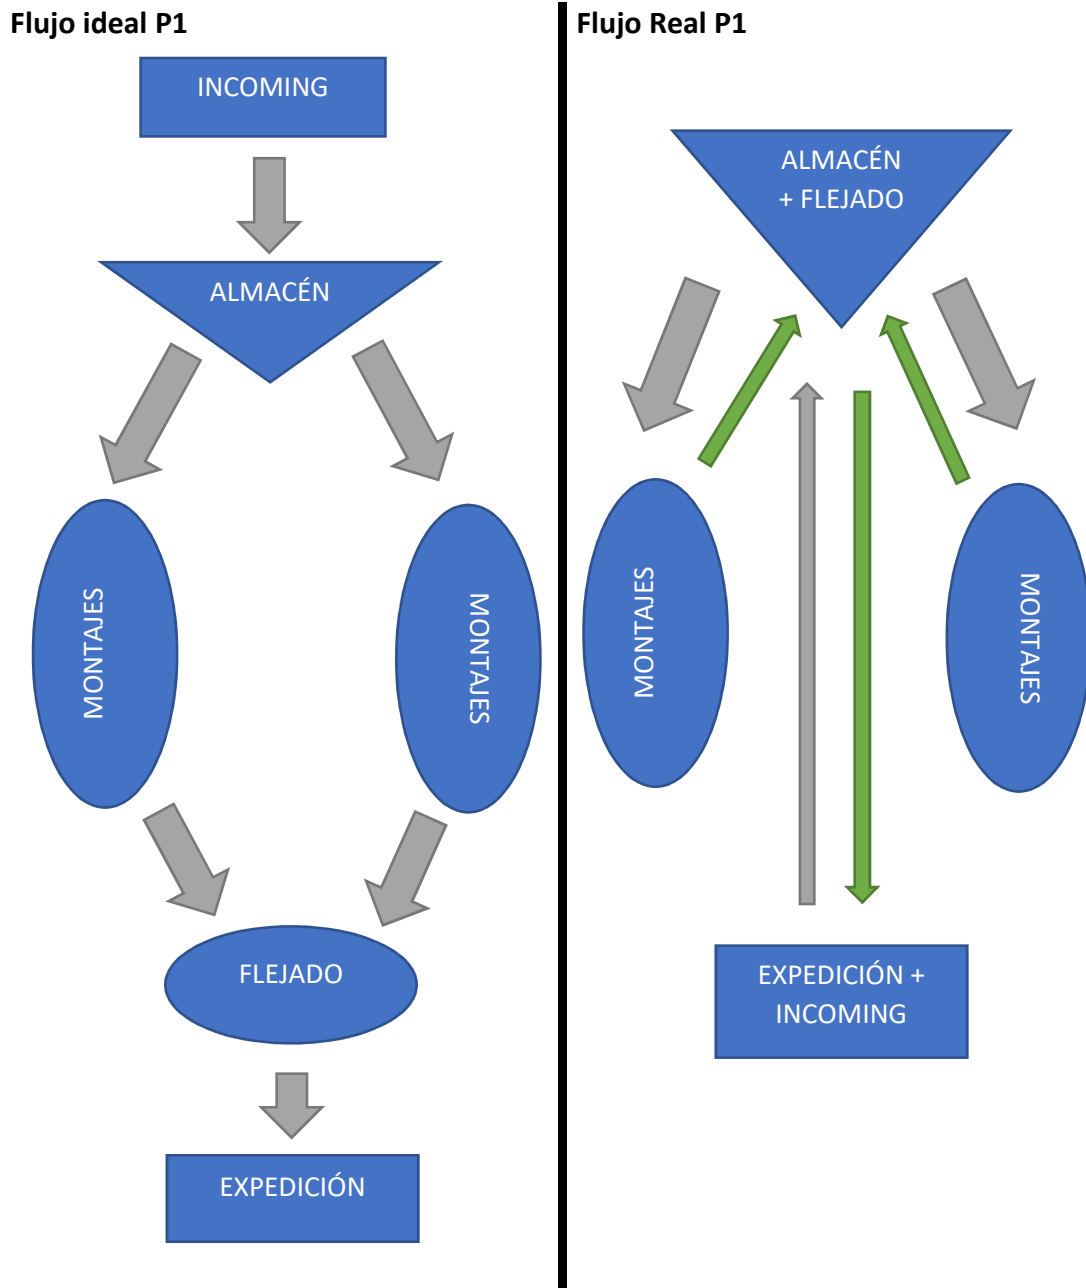 Flujo ideal P1
INCOMING
ALMACÉN
MONTAJES
MONTAJES
FLEJADO
EXPEDICIÓN
Flujo Real P1
ALMACÉN
+ FLEJADO
MONTAJES
MONTAJES
EXPEDICIÓN +
INCOMING